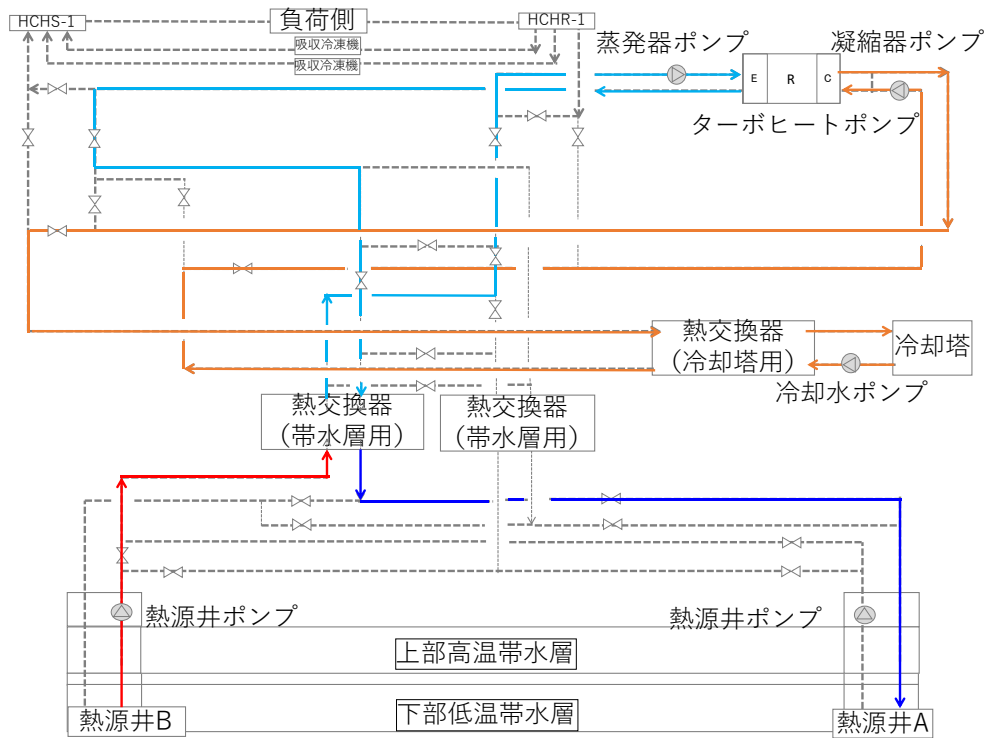 HCHS-1
負荷側
HCHR-1
吸収冷凍機
吸収冷凍機
蒸発器ポンプ
凝縮器ポンプ
E
R
C
ターボヒートポンプ
熱交換器
(冷却塔用)
冷却塔
冷却水ポンプ
熱交換器
(帯水層用)
熱交換器
(帯水層用)
熱源井ポンプ
熱源井ポンプ
上部高温帯水層
下部低温帯水層
熱源井B
熱源井A